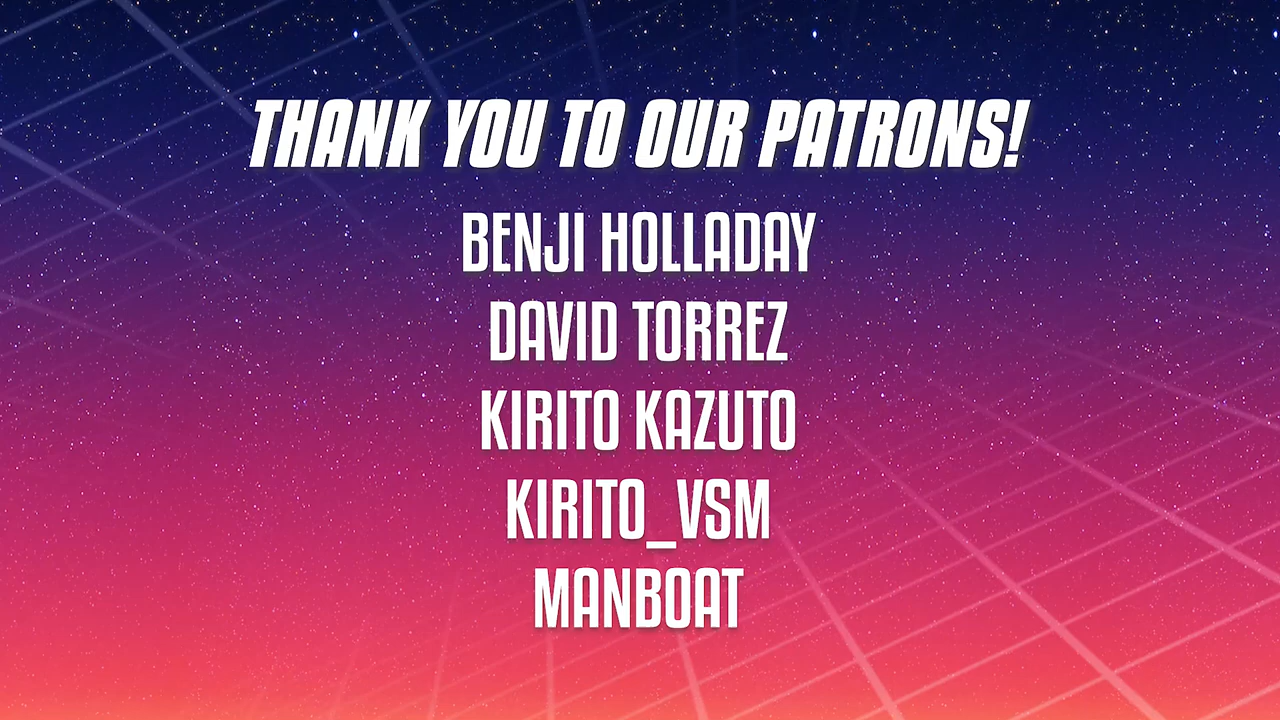 THANK YOU TO OUR PATRONS!
BENJI HOLLADAY
DAVID TORREZ
KIRITO KAZUTO
KIRITO_VSM
MANBOAT